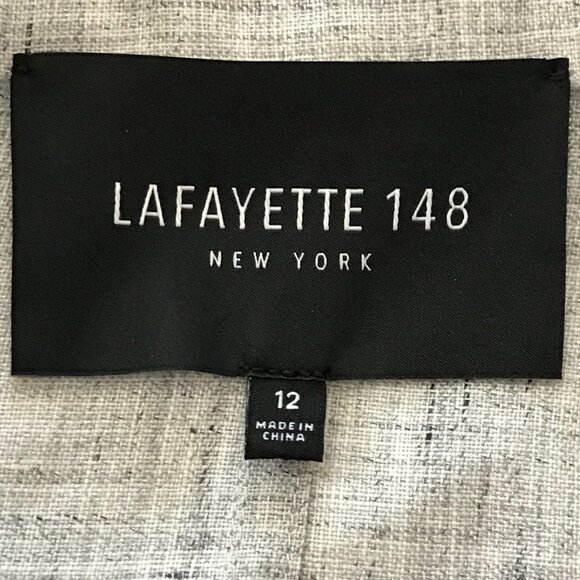 LAFAYETTE 148
NEW YORK
12
MADE IN
CHINA